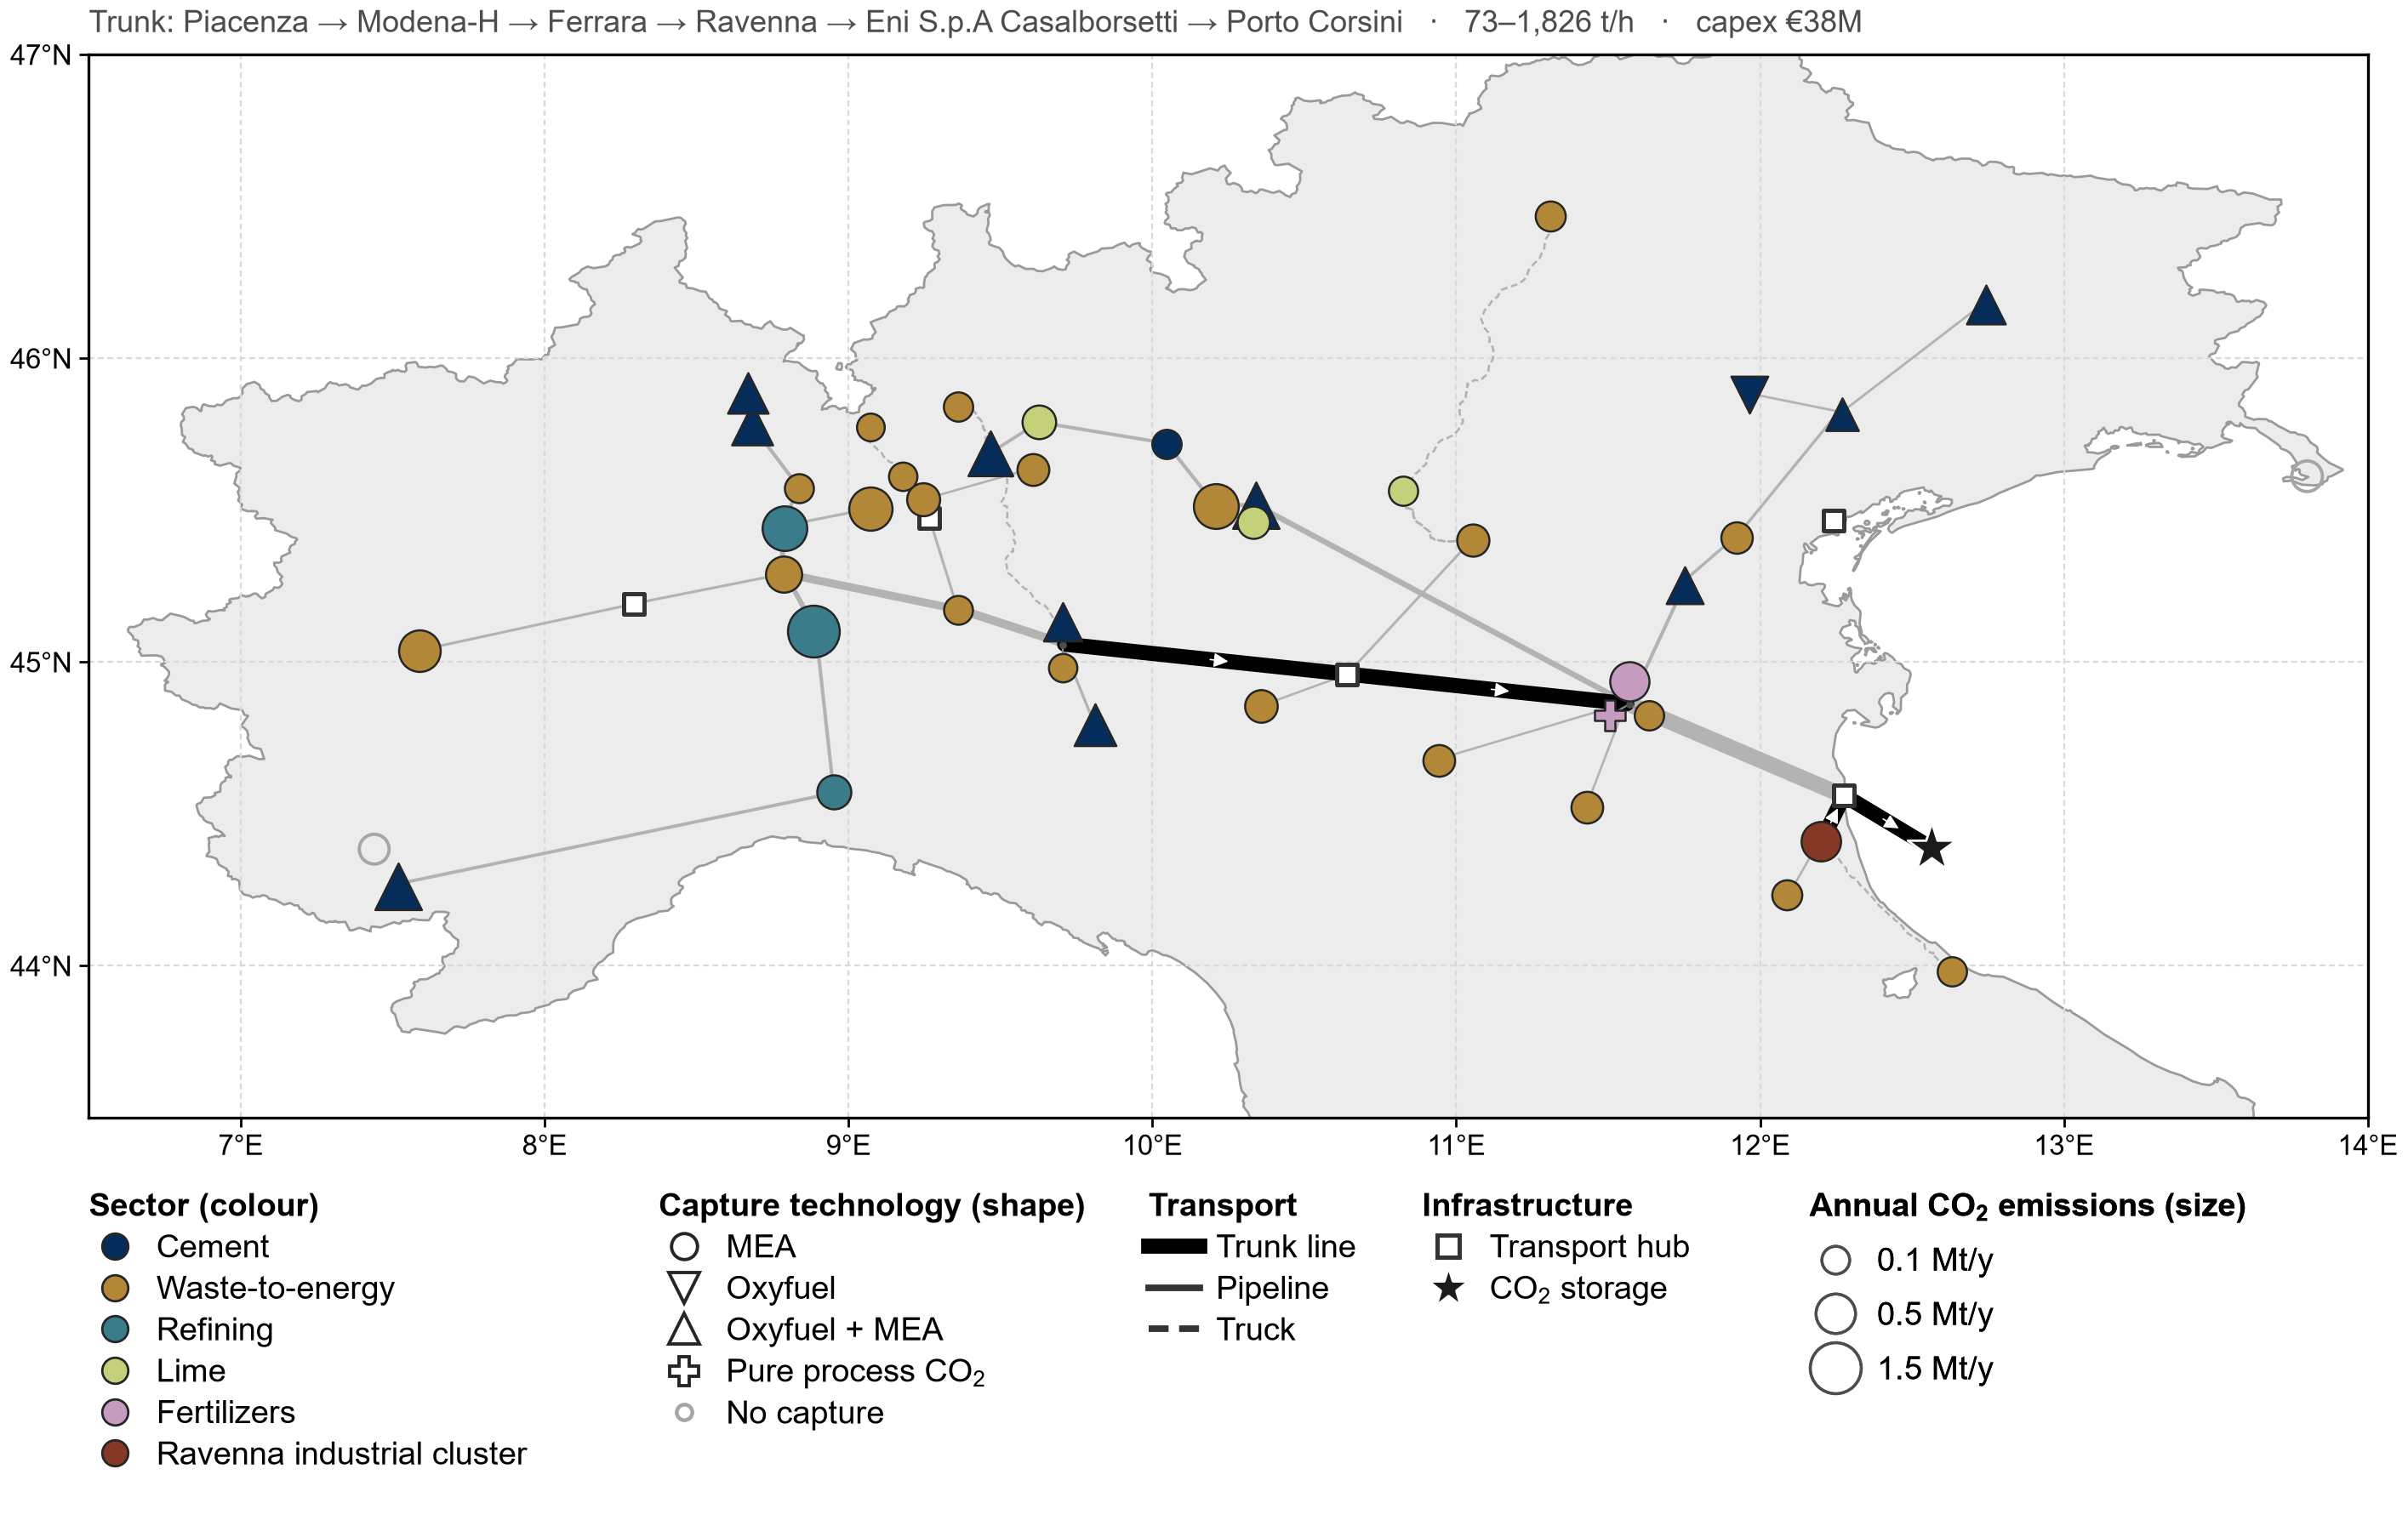 Trunk: Piacenza → Modena-H → Ferrara → Ravenna → Eni S.p.A Casalborsetti → Porto Corsini · 73–1,826 t/h · capex €38M
47°N
46°N
45°N
44°N
7°E 8°E 9°E 10°E 11°E 12°E 13°E 14°E
Sector (colour)
Cement
Waste-to-energy
Refining
Lime
Fertilizers
Ravenna industrial cluster
Capture technology (shape)
MEA
Oxyfuel
Oxyfuel + MEA
Pure process CO₂
No capture
Transport
Trunk line
Pipeline
Truck
Infrastructure
Transport hub
CO₂ storage
Annual CO₂ emissions (size)
0.1 Mt/y
0.5 Mt/y
1.5 Mt/y